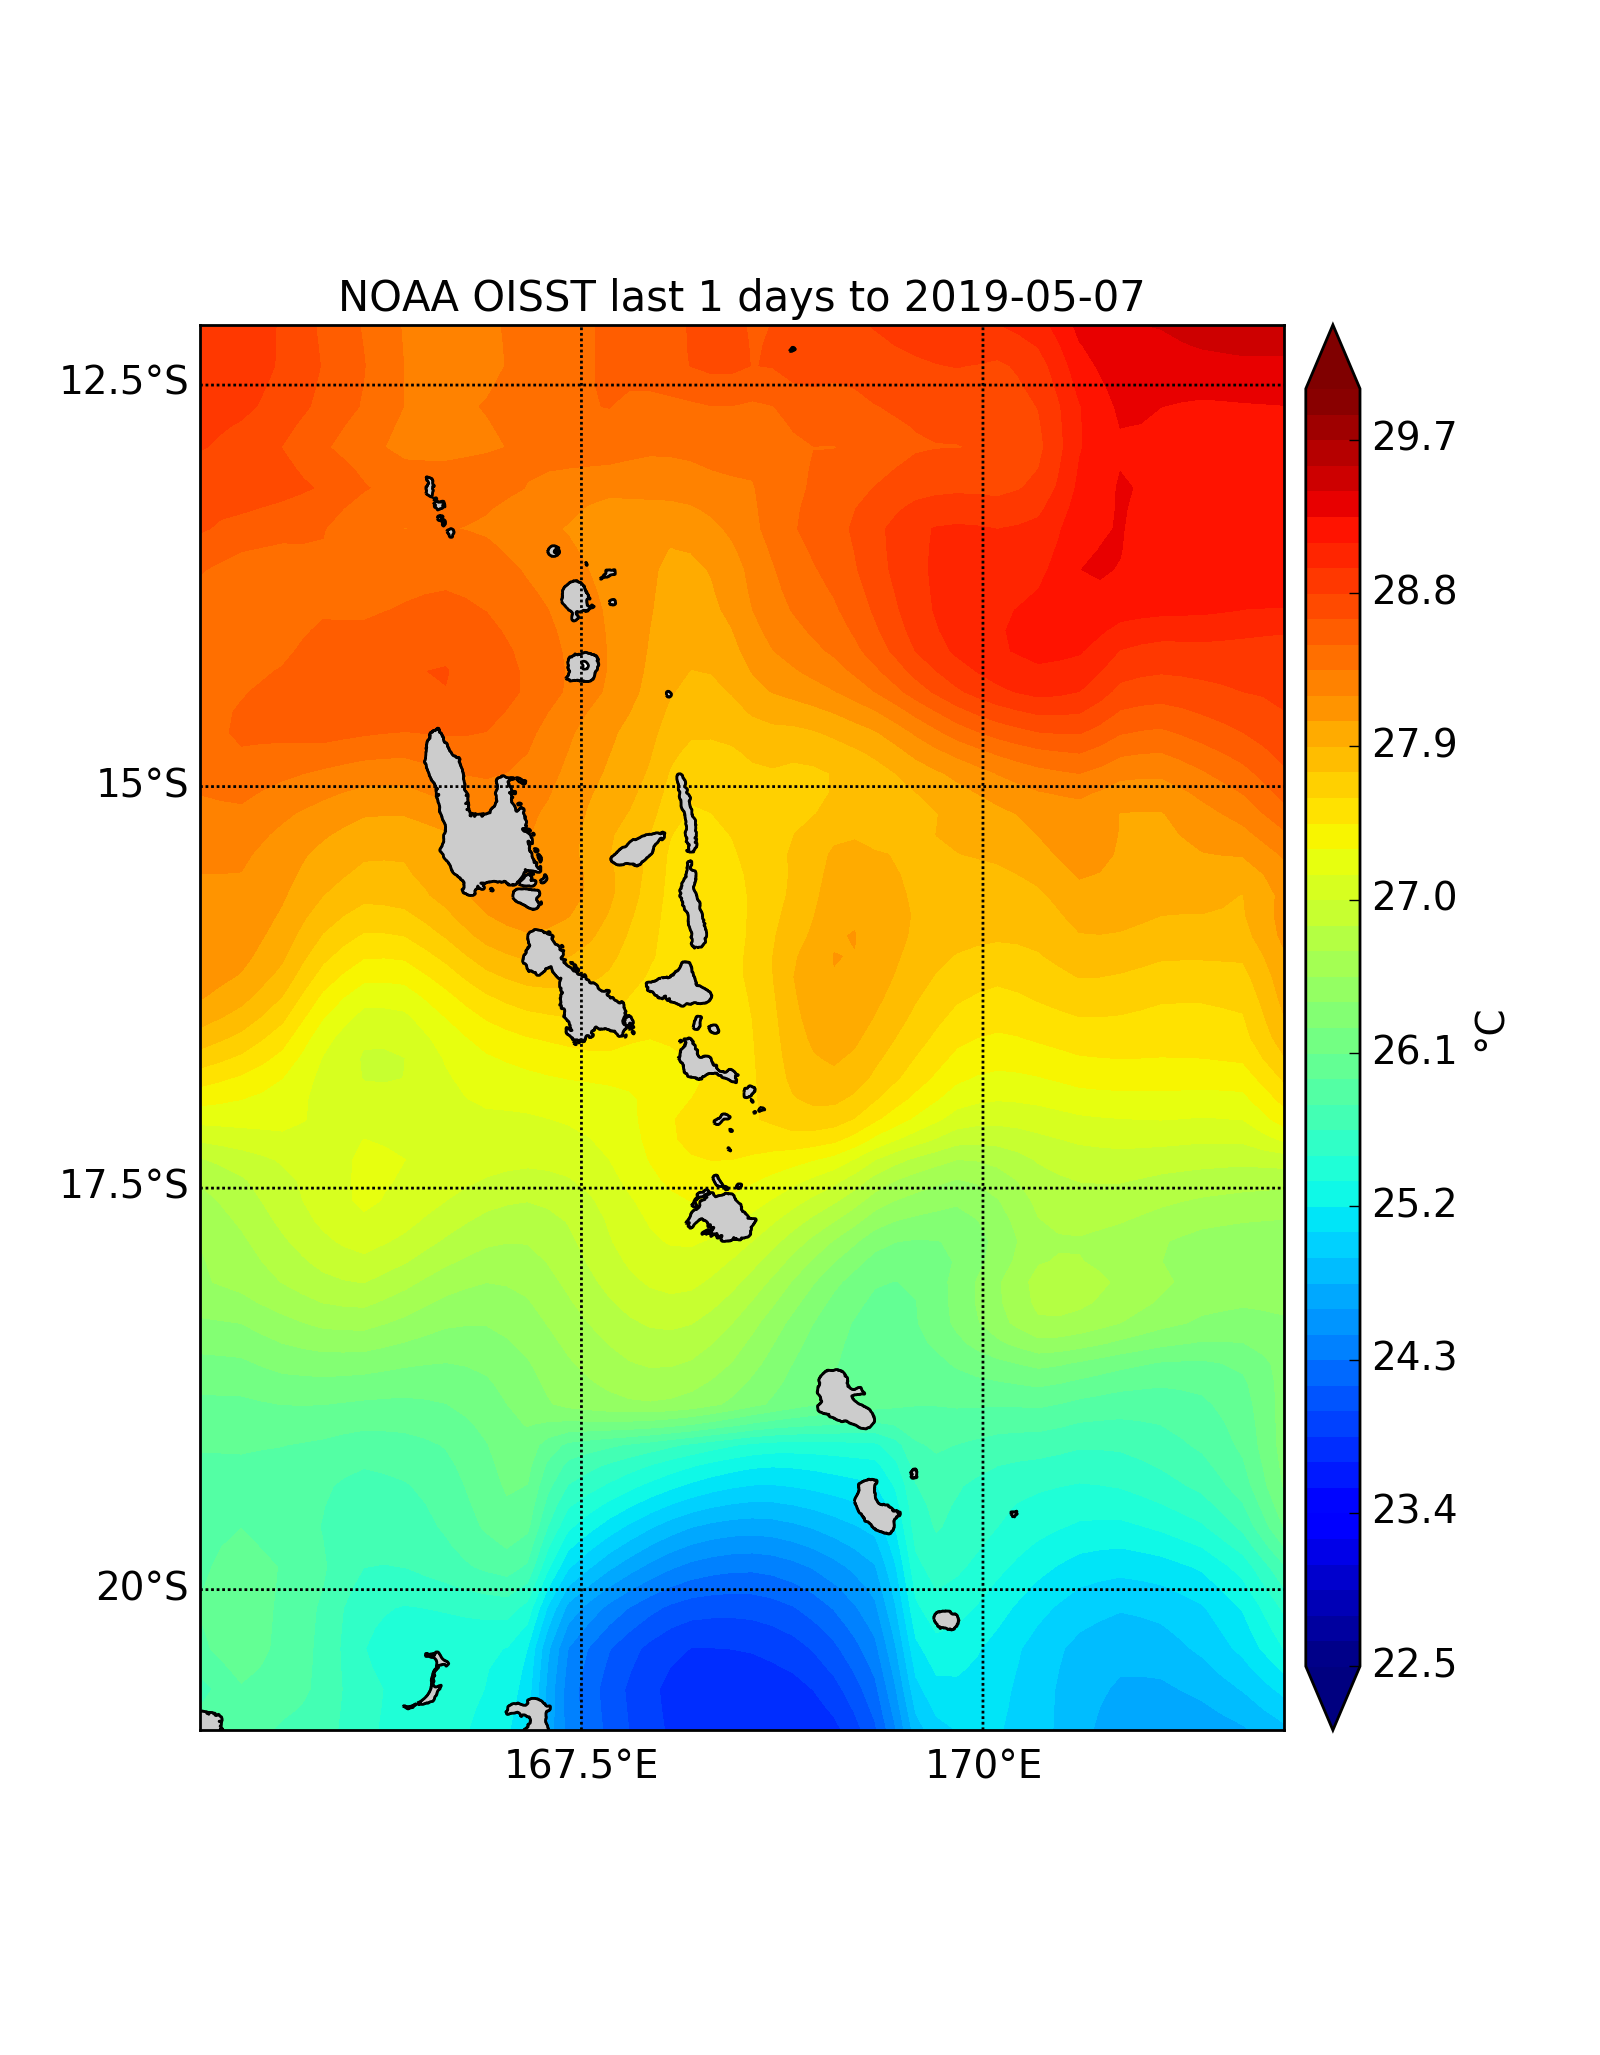 NOAA OISST last 1 days to 2019-05-07
12.5°S
15°S
17.5°S
20°S
167.5°E
170°E
29.7
28.8
27.9
27.0
26.1
25.2
24.3
23.4
22.5
°C